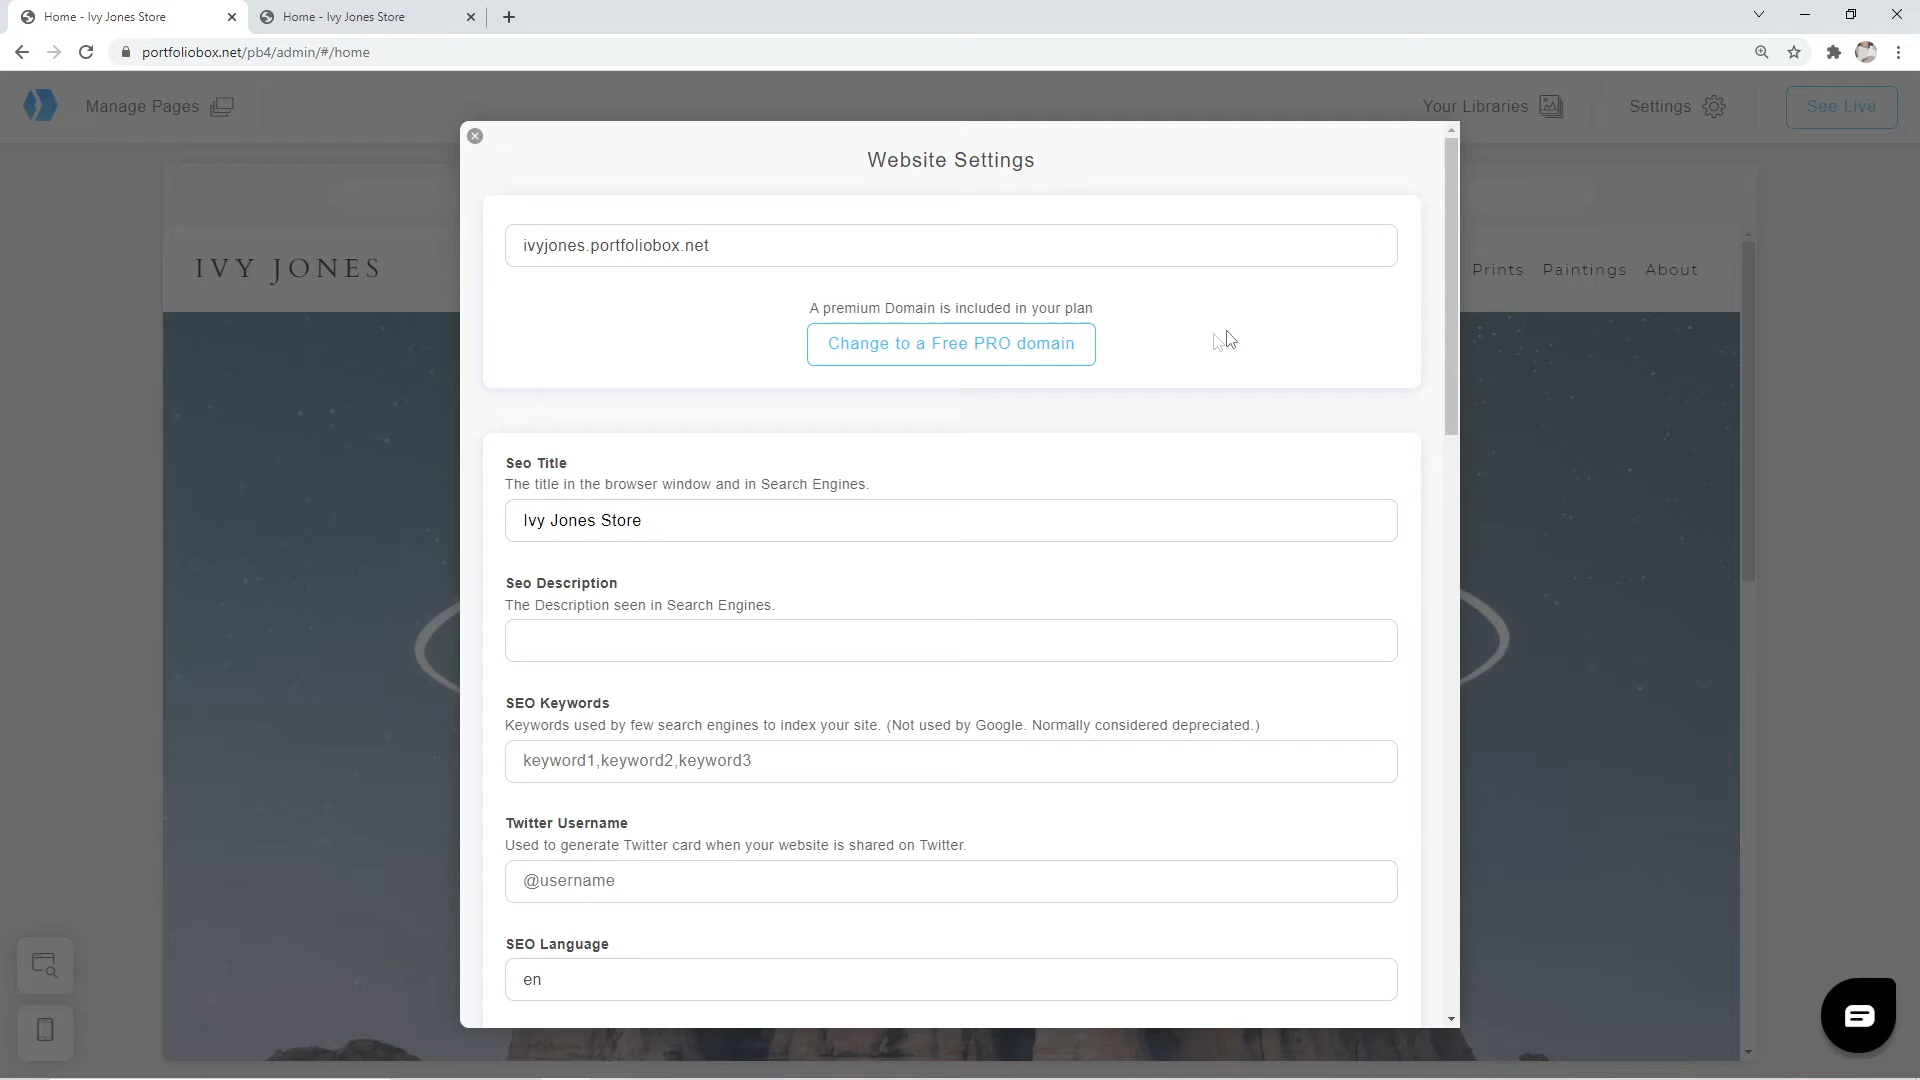 Home - Ivy Jones Store
Home - Ivy Jones Store
portfoliobox.net/pb4/admin/#/home
Manage Pages
Your Libraries
Settings
See Live
Website Settings
ivyjones.portfoliobox.net
A premium Domain is included in your plan
Change to a Free PRO domain
IVY JONES
Prints Paintings About
Seo Title
The title in the browser window and in Search Engines.
Ivy Jones Store
Seo Description
The Description seen in Search Engines.
SEO Keywords
Keywords used by few search engines to index your site. (Not used by Google. Normally considered depreciated.)
keyword1,keyword2,keyword3
Twitter Username
Used to generate Twitter card when your website is shared on Twitter.
@username
SEO Language
en